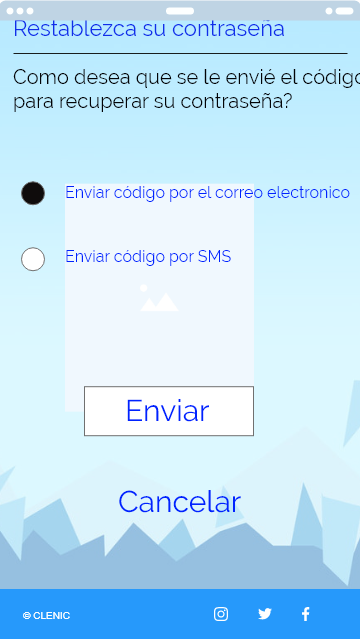 Restablezca su contraseña
Como desea que se le envié el código
para recuperar su contraseña?
Enviar código por el correo electronico
Enviar código por SMS
Enviar
Cancelar
© CLENIC